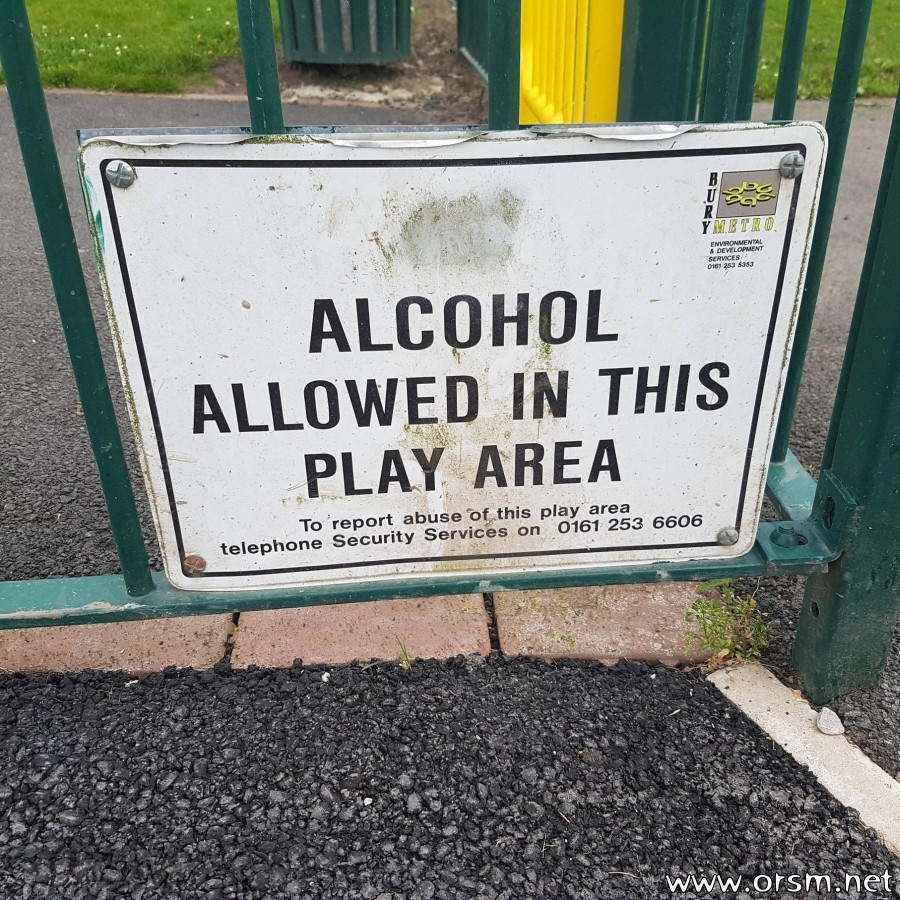 BURY
METRO
ENVIRONMENTAL
& DEVELOPMENT
SERVICES
0161 253 5353
ALCOHOL
ALLOWED IN THIS
PLAY AREA
To report abuse of this play area
telephone Security Services on 0161 253 6606
www.orsm.net